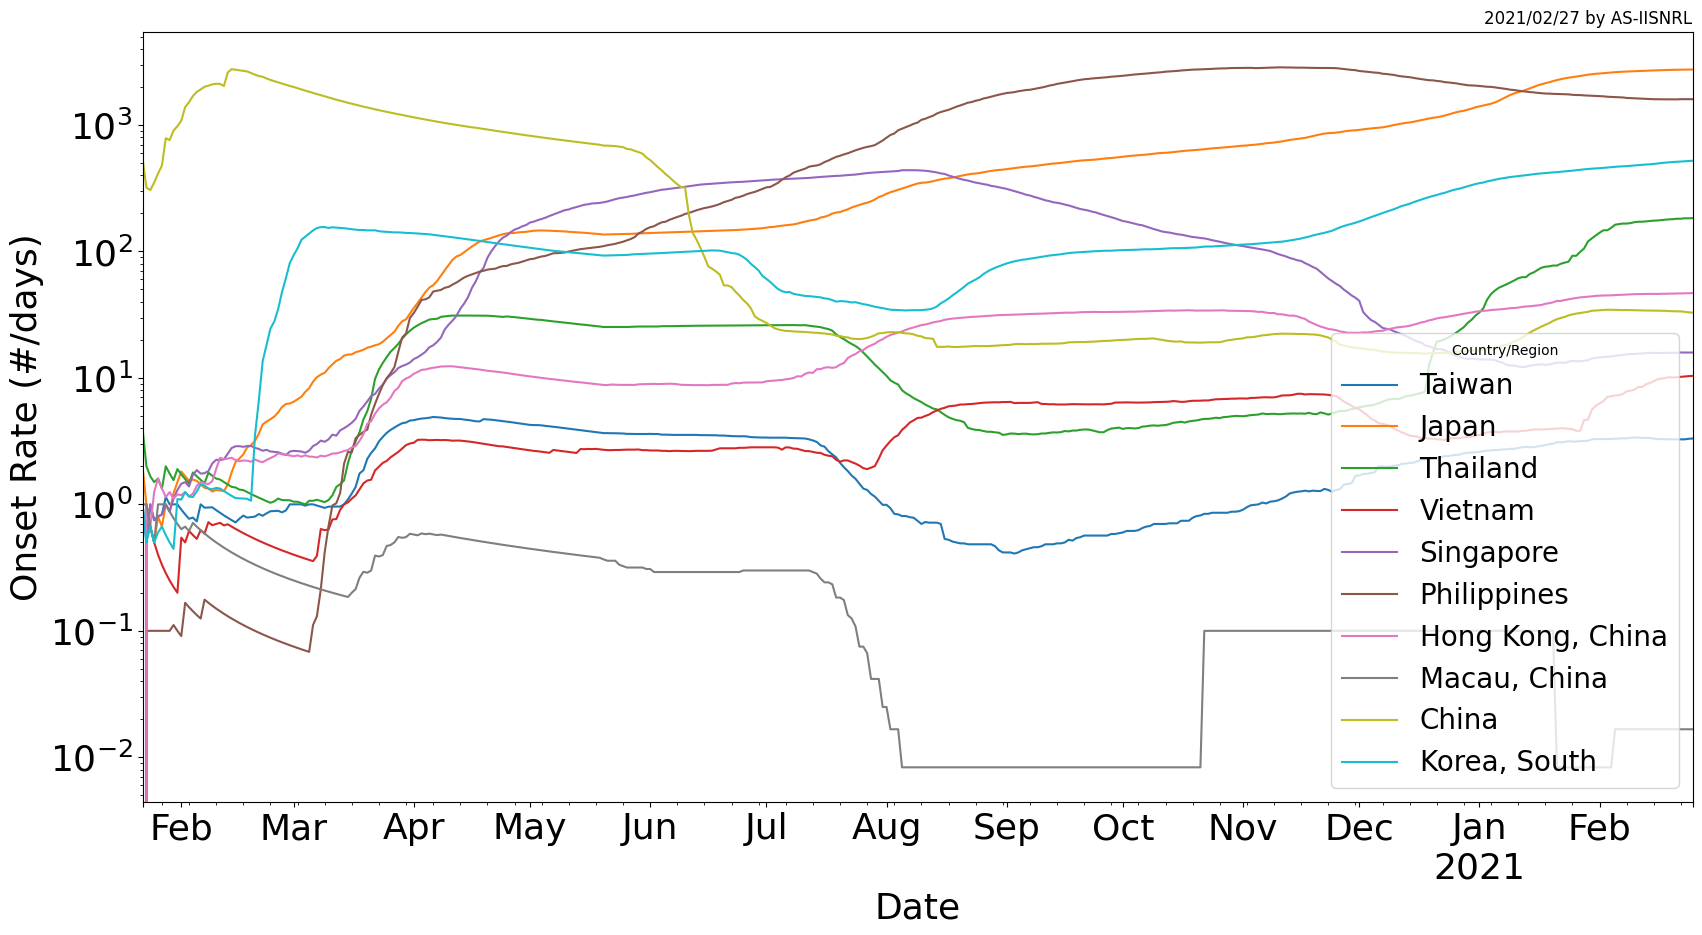 2021/02/27 by AS-IISNRL
Onset Rate (#/days)
10³
10²
10¹
10⁰
10⁻¹
10⁻²
Country/Region
Taiwan
Japan
Thailand
Vietnam
Singapore
Philippines
Hong Kong, China
Macau, China
China
Korea, South
Feb Mar Apr May Jun Jul Aug Sep Oct Nov Dec Jan Feb
2021
Date